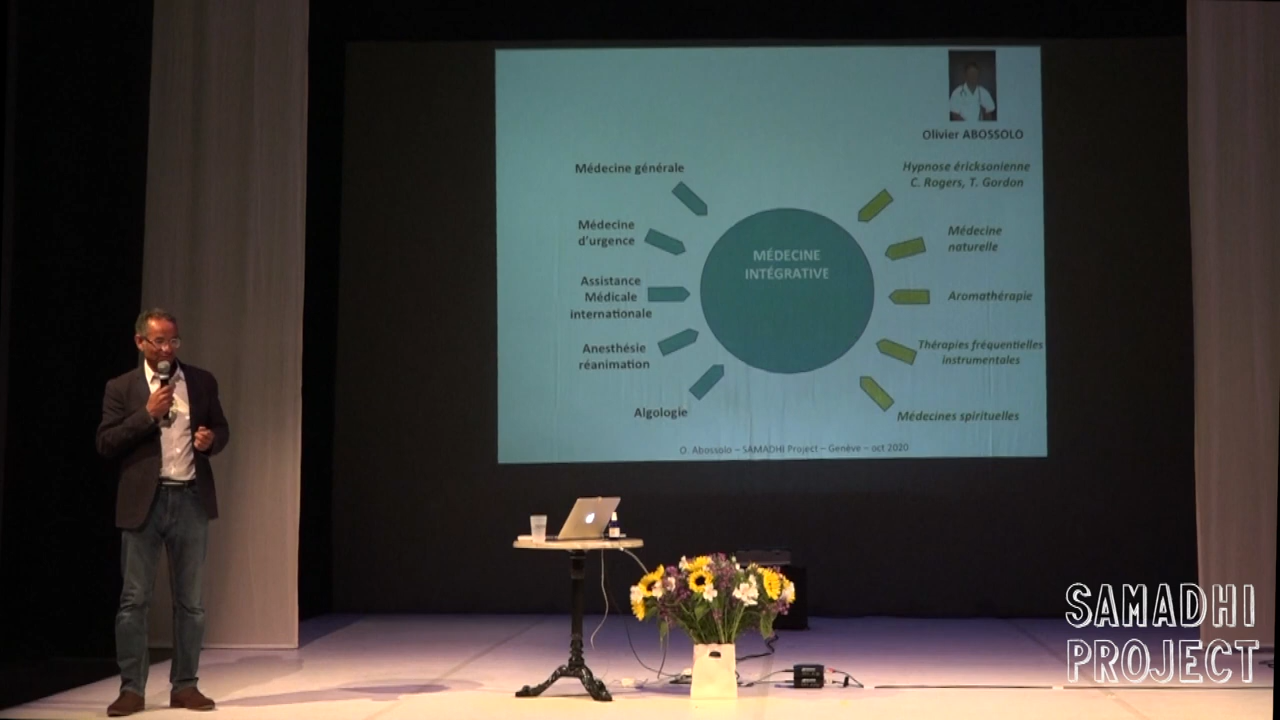 Olivier ABOSSOLO
Médecine générale
Médecine
d'urgence
Assistance
Médicale
internationale
Anesthésie
réanimation
Algologie
MÉDECINE
INTÉGRATIVE
Hypnose éricksonienne
C. Rogers, T. Gordon
Médecine
naturelle
Aromathérapie
Thérapies fréquentielles
instrumentales
Médecines spirituelles
O. Abossolo – SAMADHI Project – Genève – oct 2020
SAMADHI
PROJECT